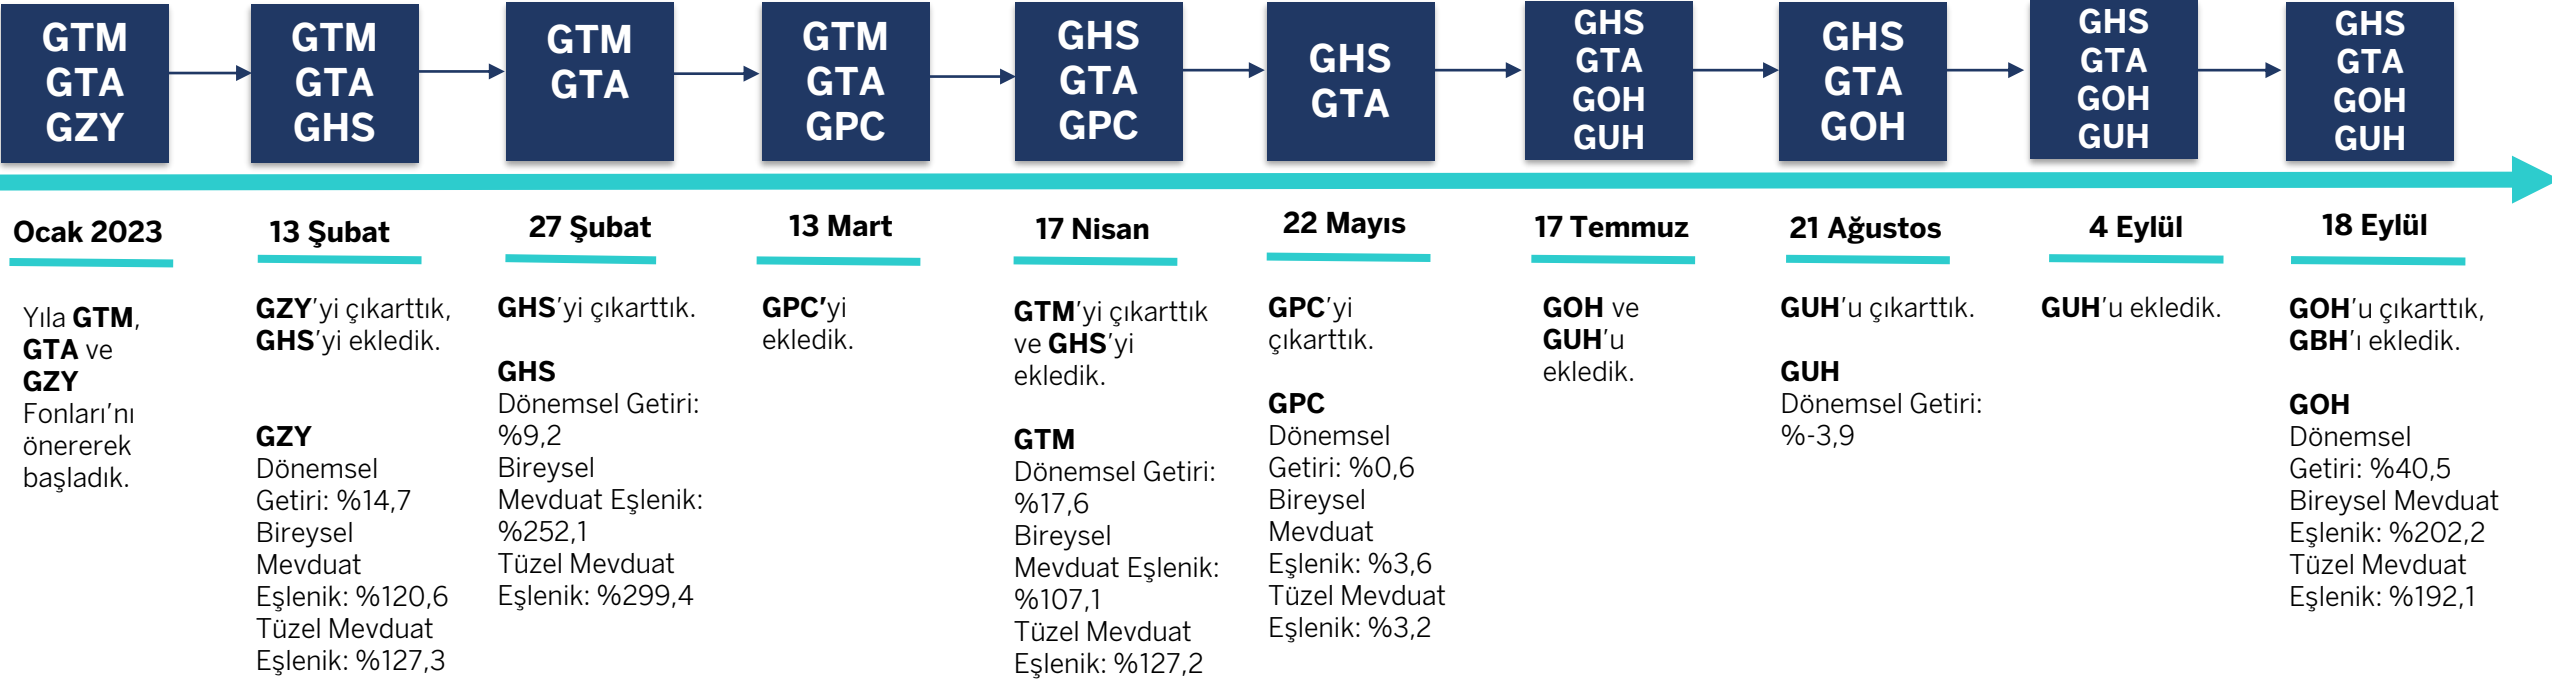 GTM
GTA
GZY
GTM
GTA
GHS
GTM
GTA
GTM
GTA
GPC
GHS
GTA
GPC
GHS
GTA
GHS
GTA
GOH
GUH
GHS
GTA
GOH
GHS
GTA
GOH
GUH
GHS
GTA
GOH
GUH
Ocak 2023
Yıla GTM,
GTA ve
GZY
Fonları’nı
önererek
başladık.
13 Şubat
GZY’yi çıkarttık,
GHS’yi ekledik.
GZY
Dönemsel
Getiri: %14,7
Bireysel
Mevduat
Eşlenik: %120,6
Tüzel Mevduat
Eşlenik: %127,3
27 Şubat
GHS’yi çıkarttık.
GHS
Dönemsel Getiri:
%9,2
Bireysel
Mevduat Eşlenik:
%252,1
Tüzel Mevduat
Eşlenik: %299,4
13 Mart
GPC’yi
ekledik.
17 Nisan
GTM’yi çıkarttık
ve GHS’yi
ekledik.
GTM
Dönemsel Getiri:
%17,6
Bireysel
Mevduat Eşlenik:
%107,1
Tüzel Mevduat
Eşlenik: %127,2
22 Mayıs
GPC’yi
çıkarttık.
GPC
Dönemsel
Getiri: %0,6
Bireysel
Mevduat
Eşlenik: %3,6
Tüzel Mevduat
Eşlenik: %3,2
17 Temmuz
GOH ve
GUH’u
ekledik.
21 Ağustos
GUH’u çıkarttık.
GUH
Dönemsel Getiri:
%-3,9
4 Eylül
GUH’u ekledik.
18 Eylül
GOH’u çıkarttık,
GBH’ı ekledik.
GOH
Dönemsel
Getiri: %40,5
Bireysel Mevduat
Eşlenik: %202,2
Tüzel Mevduat
Eşlenik: %192,1